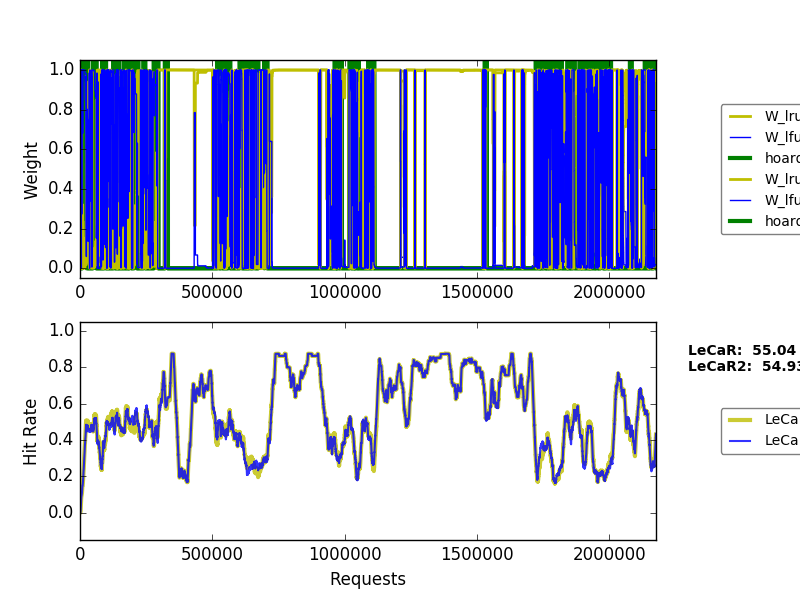 1.0
0.8
0.6
0.4
0.2
0.0
Weight
0 500000 1000000 1500000 2000000
W_lru
W_lfu
hoard
W_lru
W_lfu
hoard
1.0
0.8
0.6
0.4
0.2
0.0
Hit Rate
0 500000 1000000 1500000 2000000
Requests
LeCaR: 55.04
LeCaR2: 54.93
LeCa
LeCa